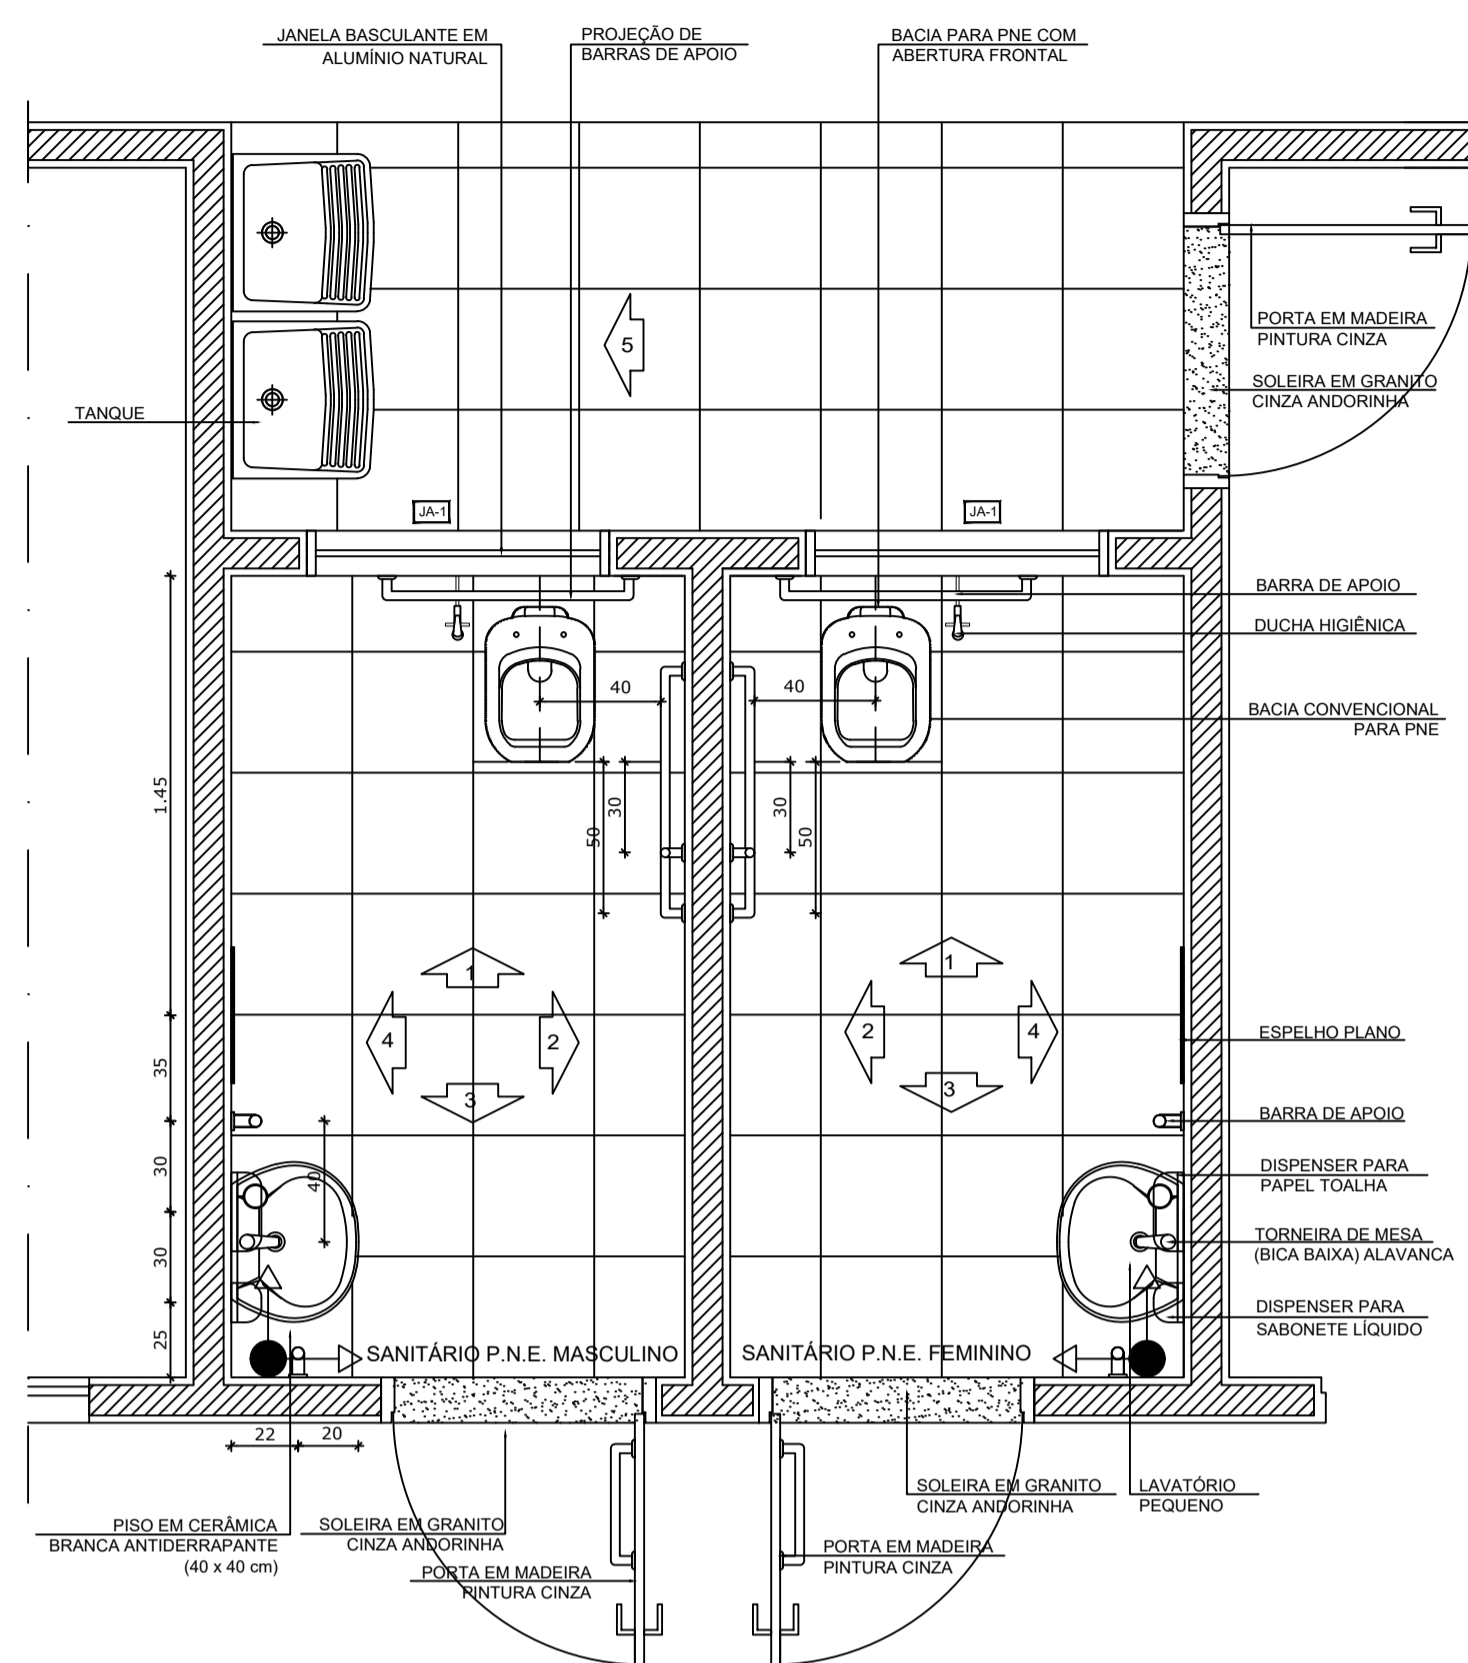 JANELA BASCULANTE EM
ALUMÍNIO NATURAL
PROJEÇÃO DE
BARRAS DE APOIO
BACIA PARA PNE COM
ABERTURA FRONTAL
5
PORTA EM MADEIRA
PINTURA CINZA
SOLEIRA EM GRANITO
CINZA ANDORINHA
TANQUE
JA-1
JA-1
BARRA DE APOIO
DUCHA HIGIÊNICA
40
40
BACIA CONVENCIONAL
PARA PNE
1.45
30
50
30
50
1
4
2
3
1
2
4
3
ESPELHO PLANO
35
BARRA DE APOIO
30
40
DISPENSER PARA
PAPEL TOALHA
30
TORNEIRA DE MESA
(BICA BAIXA) ALAVANCA
25
DISPENSER PARA
SABONETE LÍQUIDO
SANITÁRIO P.N.E. MASCULINO
SANITÁRIO P.N.E. FEMININO
22
20
PISO EM CERÂMICA
BRANCA ANTIDERRAPANTE
(40 x 40 cm)
SOLEIRA EM GRANITO
CINZA ANDORINHA
PORTA EM MADEIRA
PINTURA CINZA
SOLEIRA EM GRANITO
CINZA ANDORINHA
LAVATÓRIO
PEQUENO
PORTA EM MADEIRA
PINTURA CINZA